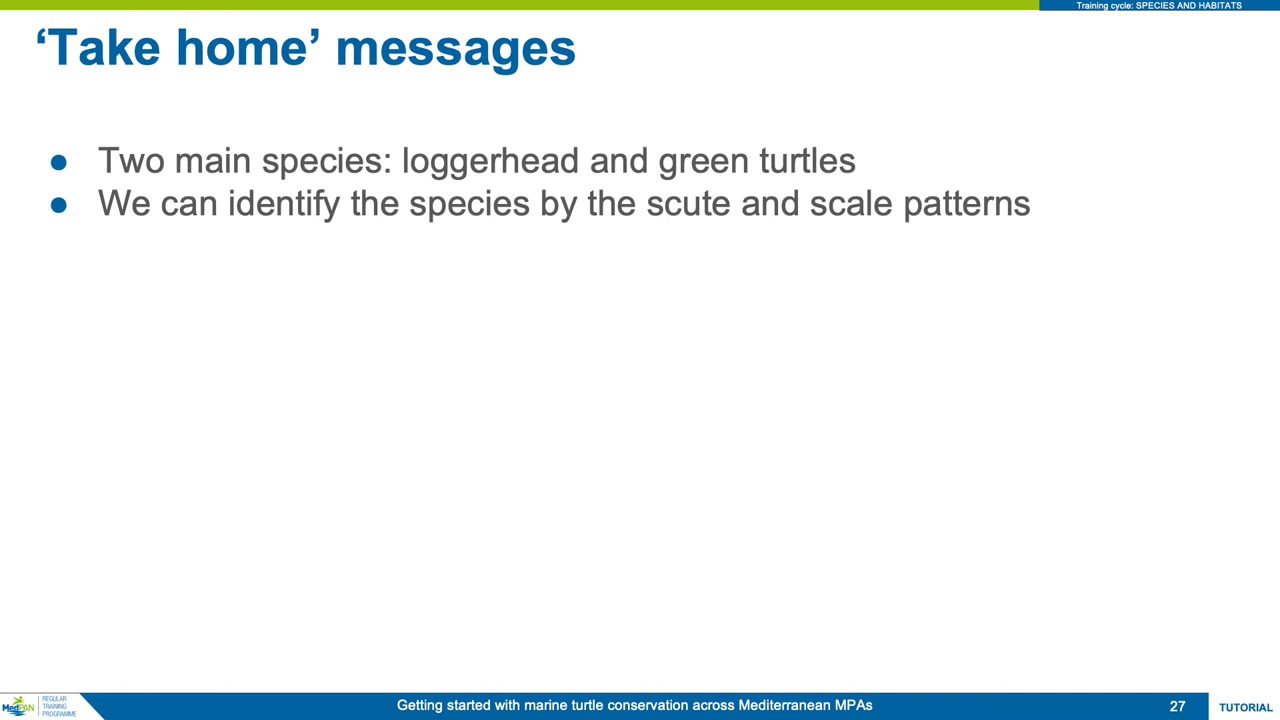 Training cycle: SPECIES AND HABITATS
‘Take home’ messages
● Two main species: loggerhead and green turtles
● We can identify the species by the scute and scale patterns
MedPAN
REGULAR
TRAINING
PROGRAMME
Getting started with marine turtle conservation across Mediterranean MPAs
27
TUTORIAL